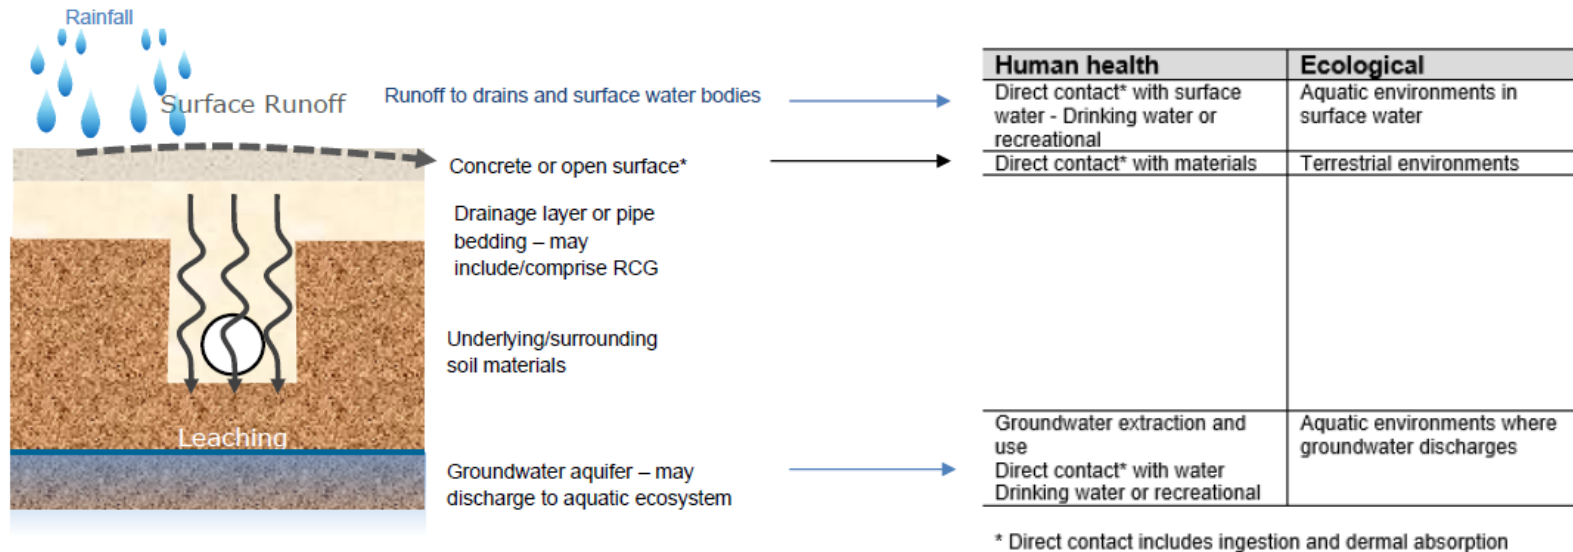 Rainfall
Surface Runoff
Runoff to drains and surface water bodies
Concrete or open surface*
Drainage layer or pipe
bedding – may
include/comprise RCG
Underlying/surrounding
soil materials
Leaching
Groundwater aquifer – may
discharge to aquatic ecosystem
Human health
Ecological
Direct contact* with surface
water - Drinking water or
recreational
Aquatic environments in
surface water
Direct contact* with materials
Terrestrial environments
Groundwater extraction and
use
Direct contact* with water
Drinking water or recreational
Aquatic environments where
groundwater discharges
* Direct contact includes ingestion and dermal absorption